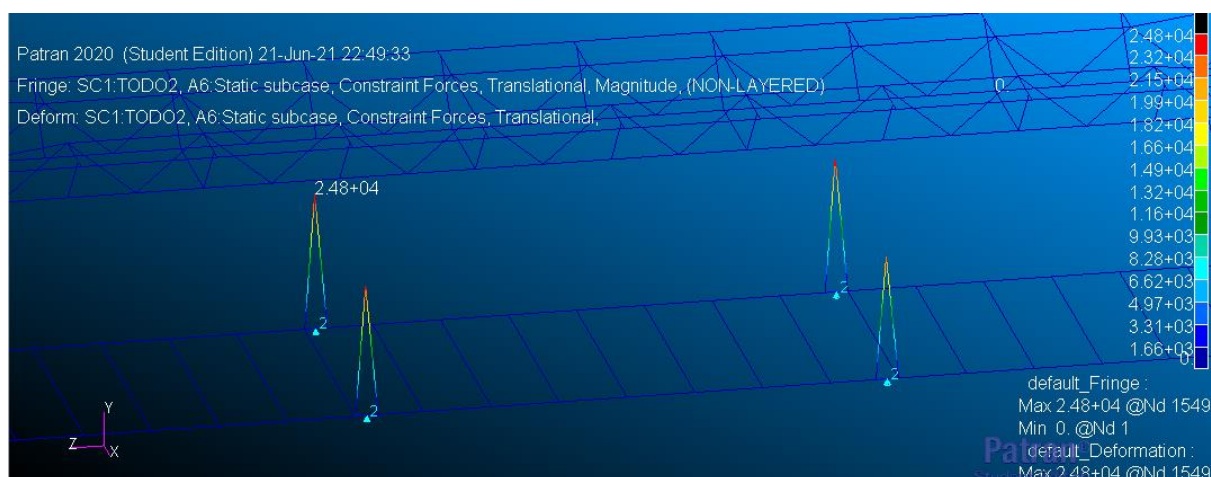 Patran 2020 (Student Edition) 21-Jun-21 22:49:33
Fringe: SC1:TODO2, A6:Static subcase, Constraint Forces, Translational, Magnitude, (NON-LAYERED)
Deform: SC1:TODO2, A6:Static subcase, Constraint Forces, Translational,
0.
2.48+04
2
2
2
2
Y
Z
X
2.48+04
2.32+04
2.15+04
1.99+04
1.82+04
1.66+04
1.49+04
1.32+04
1.16+04
9.93+03
8.28+03
6.62+03
4.97+03
3.31+03
1.66+03
0.
default_Fringe :
Max 2.48+04 @Nd 1549
Min 0. @Nd 1
Patran
default_Deformation :
Max 2.48+04 @Nd 1549